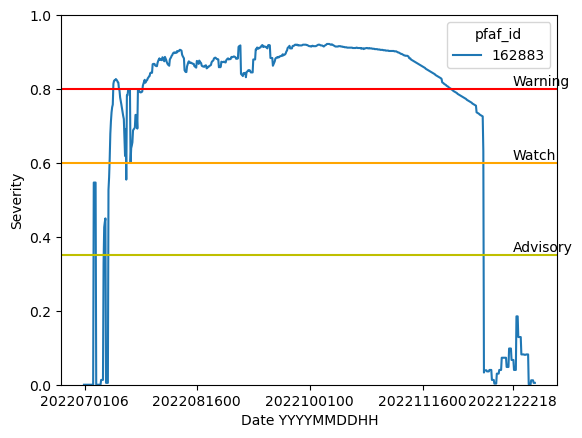 pfaf_id
162883
Warning
Watch
Advisory
1.0
0.8
0.6
0.4
0.2
0.0
Severity
2022070106 2022081600 2022100100 2022111600 2022122218
Date YYYYMMDDHH